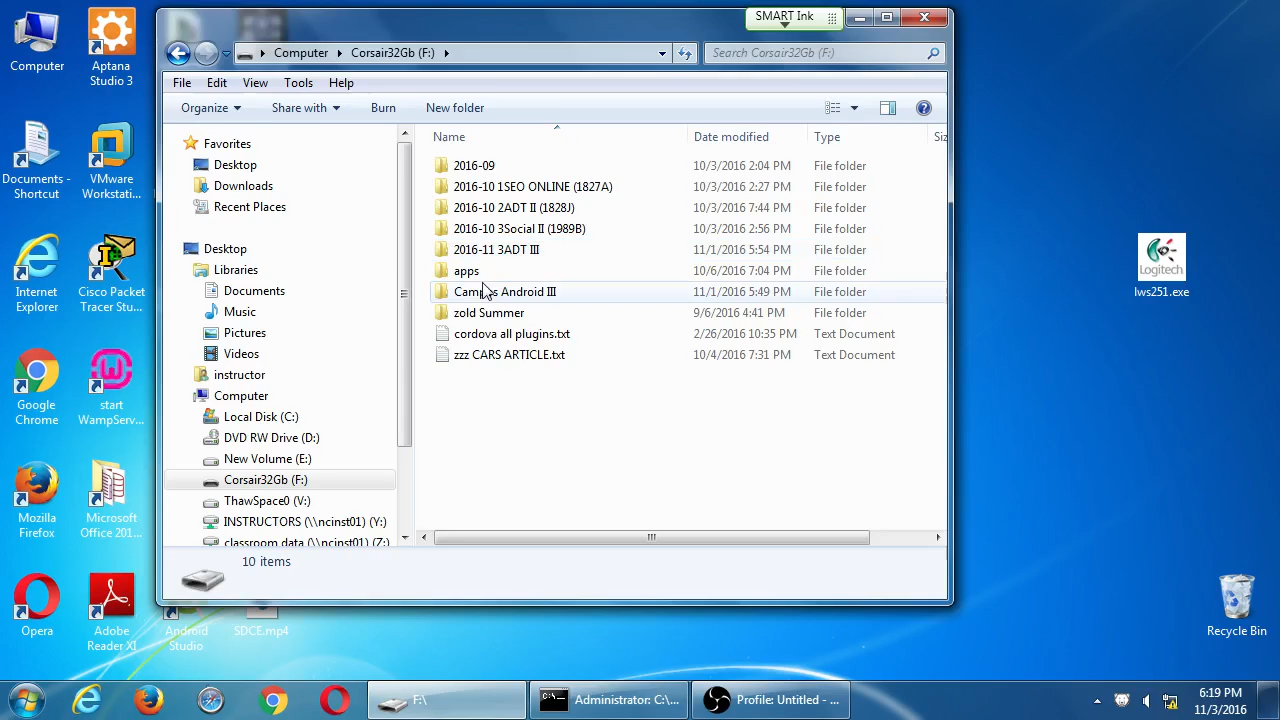 SMART Ink
Computer
Corsair32Gb (F:)
Search Corsair32Gb (F:)
File
Edit
View
Tools
Help
Organize
Share with
Burn
New folder
Favorites
Desktop
Downloads
Recent Places
Desktop
Libraries
Documents
Music
Pictures
Videos
instructor
Computer
Local Disk (C:)
DVD RW Drive (D:)
New Volume (E:)
Corsair32Gb (F:)
ThawSpace0 (V:)
INSTRUCTORS (\\ncinst01) (Y:)
classroom data (\\ncinst01) (Z:)
Name Date modified Type Siz
2016-09 10/3/2016 2:04 PM File folder
2016-10 1SEO ONLINE (1827A) 10/3/2016 2:27 PM File folder
2016-10 2ADT II (1828J) 10/3/2016 7:44 PM File folder
2016-10 3Social II (1989B) 10/3/2016 2:56 PM File folder
2016-11 3ADT III 11/1/2016 5:54 PM File folder
apps 10/6/2016 7:04 PM File folder
Campus Android III 11/1/2016 5:49 PM File folder
zold Summer 9/6/2016 4:41 PM File folder
cordova all plugins.txt 2/26/2016 10:35 PM Text Document
zzz CARS ARTICLE.txt 10/4/2016 7:31 PM Text Document
10 items
Computer
Aptana
Studio 3
Documents -
Shortcut
VMware
Workstati...
Internet
Explorer
Cisco Packet
Tracer Stu...
Google
Chrome
start
WampServ...
Mozilla
Firefox
Microsoft
Office 201...
Opera
Adobe
Reader XI
Android
Studio
SDCE.mp4
Logitech
lws251.exe
Recycle Bin
F:\
Administrator: C:\...
Profile: Untitled - ...
6:19 PM
11/3/2016